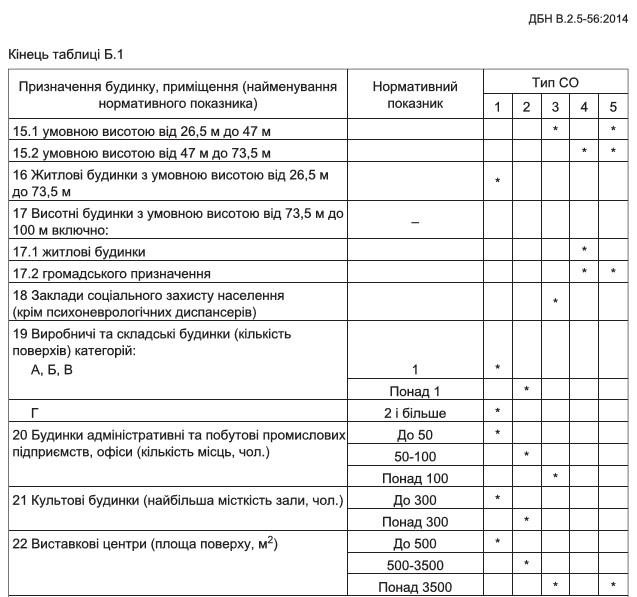 ДБН В.2.5-56:2014
Кінець таблиці Б.1
Призначення будинку, приміщення (найменування нормативного показника) Нормативний показник Тип СО
1 2 3 4 5
15.1 умовною висотою від 26,5 м до 47 м * *
15.2 умовною висотою від 47 м до 73,5 м * *
16 Житлові будинки з умовною висотою від 26,5 м
до 73,5 м *
17 Висотні будинки з умовною висотою від 73,5 м до
100 м включно: –
17.1 житлові будинки *
17.2 громадського призначення * *
18 Заклади соціального захисту населення
(крім психоневрологічних диспансерів) *
19 Виробничі та складські будинки (кількість
поверхів) категорій:
А, Б, В 1 *
Понад 1 *
Г 2 і більше *
20 Будинки адміністративні та побутові промислових
підприємств, офіси (кількість місць, чол.) До 50 *
50-100 *
Понад 100 *
21 Культові будинки (найбільша місткість зали, чол.) До 300 *
Понад 300 *
22 Виставкові центри (площа поверху, м²) До 500 *
500-3500 *
Понад 3500 * *